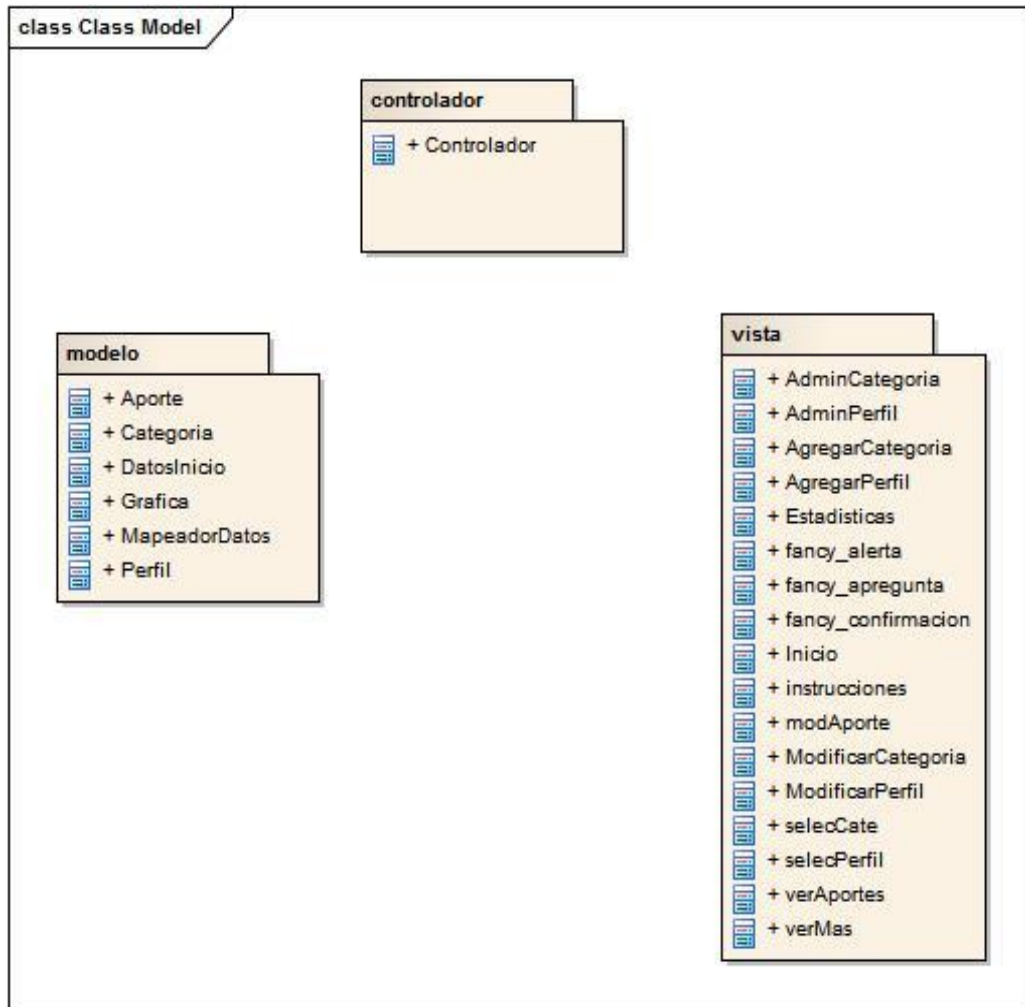 class Class Model
controlador
+ Controlador
modelo
+ Aporte
+ Categoria
+ DatosInicio
+ Grafica
+ MapeadorDatos
+ Perfil
vista
+ AdminCategoria
+ AdminPerfil
+ AgregarCategoria
+ AgregarPerfil
+ Estadisticas
+ fancy_alerta
+ fancy_apregunta
+ fancy_confirmacion
+ Inicio
+ instrucciones
+ modAporte
+ ModificarCategoria
+ ModificarPerfil
+ selecCate
+ selecPerfil
+ verAportes
+ verMas